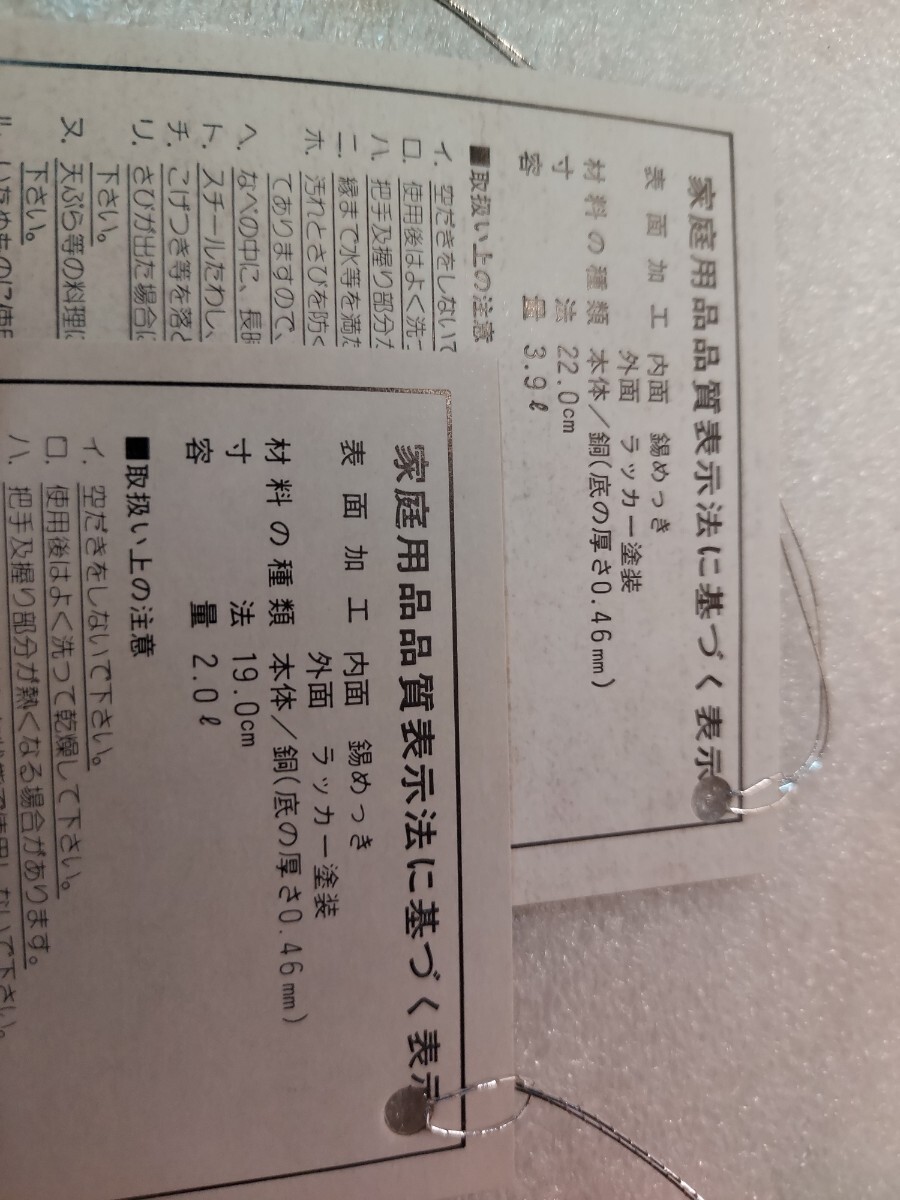 家庭用品品質表示法に基づく表示
表面加工 内面 錫めっき
外面 ラッカー塗装
材料の種類 本体/銅(底の厚さ0.46mm)
寸法 22.0cm
容量 3.9ℓ
■取扱い上の注意
イ. 空だきをしないで
ロ. 使用後はよく洗っ
ハ. 把手及握り部分
ニ. 縁まで水等を満た
ホ. 汚れとさびを防ぐ
てありますので、
ヘ. なべの中に、長時
ト. スチールたわし、
チ. こげつき等を落と
リ. さびが出た場合に
下さい。
ヌ. 天ぷら等の料理に
下さい。
家庭用品品質表示法に基づく表示
表面加工 内面 錫めっき
外面 ラッカー塗装
材料の種類 本体/銅(底の厚さ0.46mm)
寸法 19.0cm
容量 2.0ℓ
■取扱い上の注意
イ. 空だきをしないで下さい。
ロ. 使用後はよく洗って乾燥して下さい。
ハ. 把手及握り部分が熱くなる場合があります。